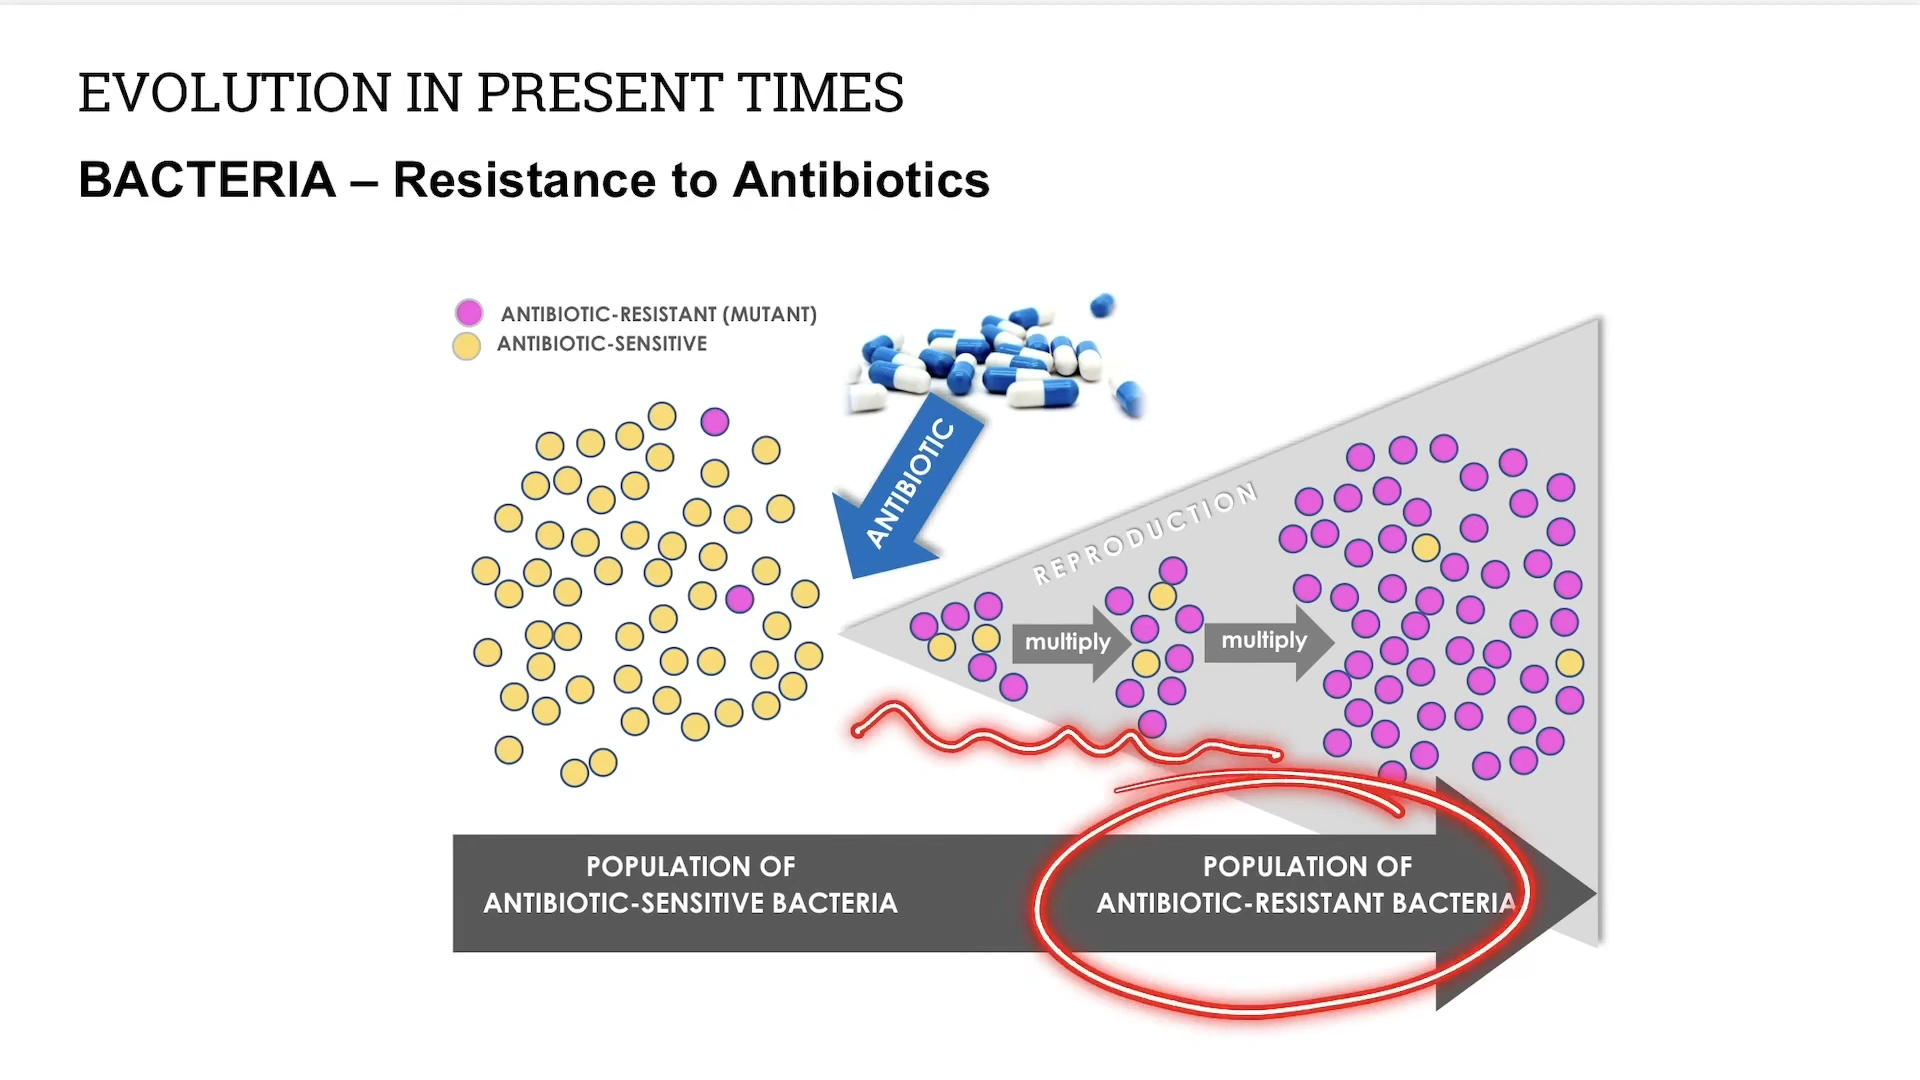 EVOLUTION IN PRESENT TIMES
BACTERIA – Resistance to Antibiotics
ANTIBIOTIC-RESISTANT (MUTANT)
ANTIBIOTIC-SENSITIVE
ANTIBIOTIC
REPRODUCTION
multiply
multiply
POPULATION OF
ANTIBIOTIC-SENSITIVE BACTERIA
POPULATION OF
ANTIBIOTIC-RESISTANT BACTERIA